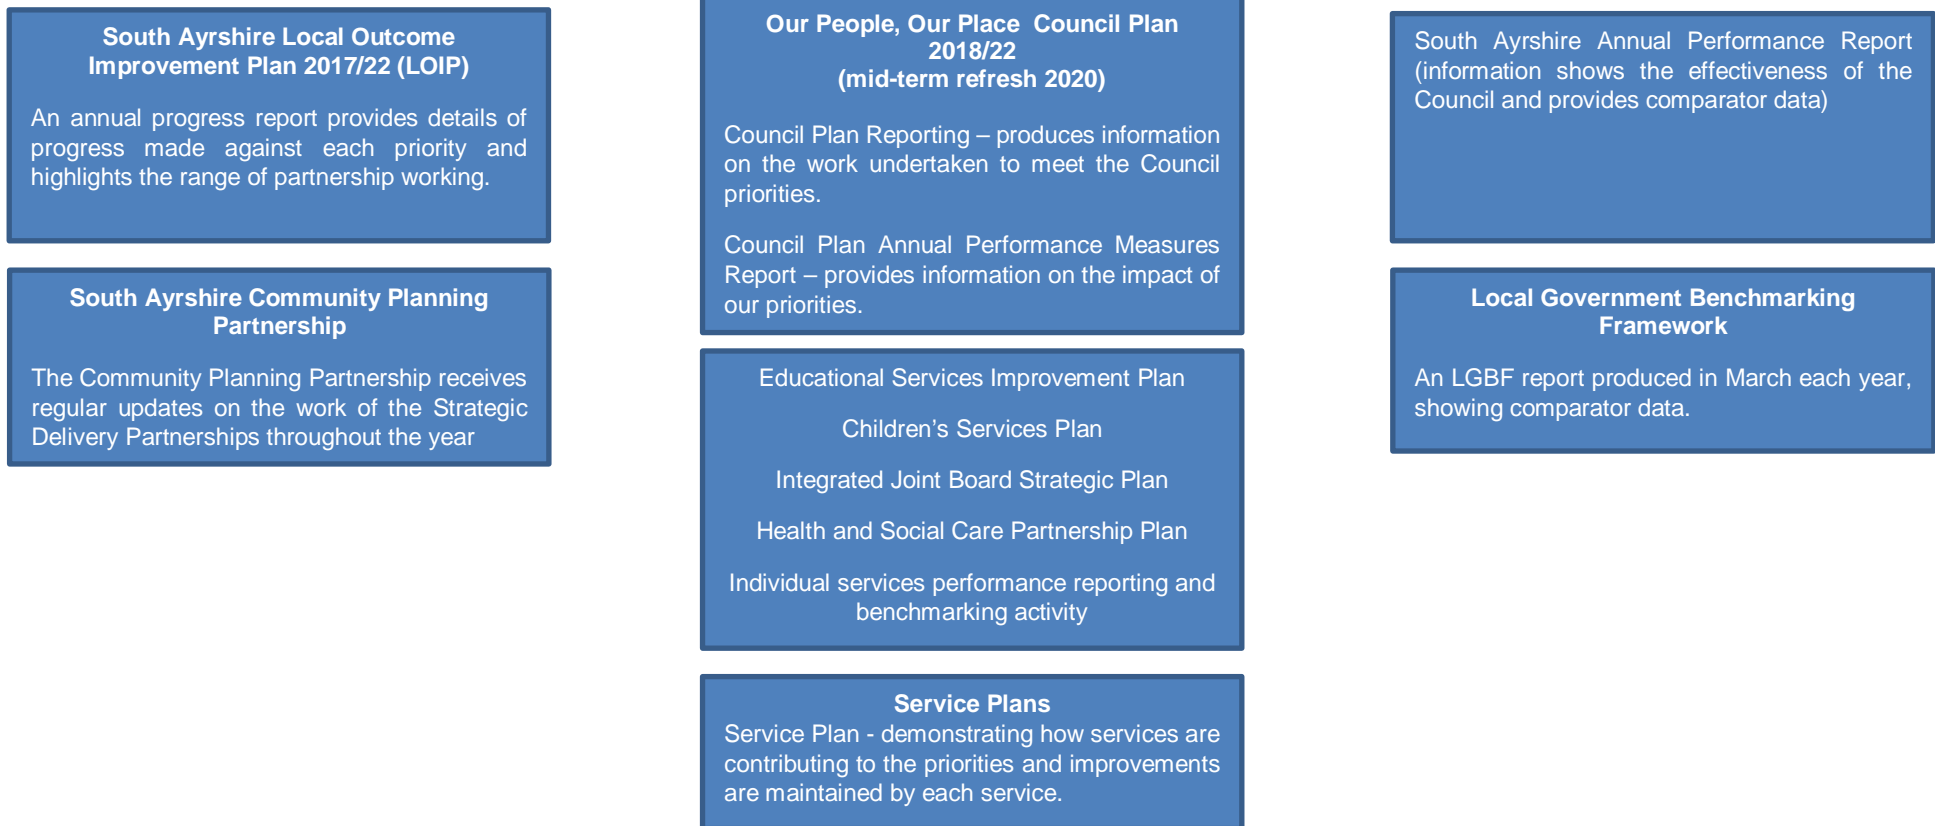 South Ayrshire Local Outcome
Improvement Plan 2017/22 (LOIP)
An annual progress report provides details of
progress made against each priority and
highlights the range of partnership working.
South Ayrshire Community Planning
Partnership
The Community Planning Partnership receives
regular updates on the work of the Strategic
Delivery Partnerships throughout the year
Our People, Our Place Council Plan
2018/22
(mid-term refresh 2020)
Council Plan Reporting – produces information
on the work undertaken to meet the Council
priorities.
Council Plan Annual Performance Measures
Report – provides information on the impact of
our priorities.
Educational Services Improvement Plan
Children’s Services Plan
Integrated Joint Board Strategic Plan
Health and Social Care Partnership Plan
Individual services performance reporting and
benchmarking activity
Service Plans
Service Plan - demonstrating how services are
contributing to the priorities and improvements
are maintained by each service.
South Ayrshire Annual Performance Report
(information shows the effectiveness of the
Council and provides comparator data)
Local Government Benchmarking
Framework
An LGBF report produced in March each year,
showing comparator data.